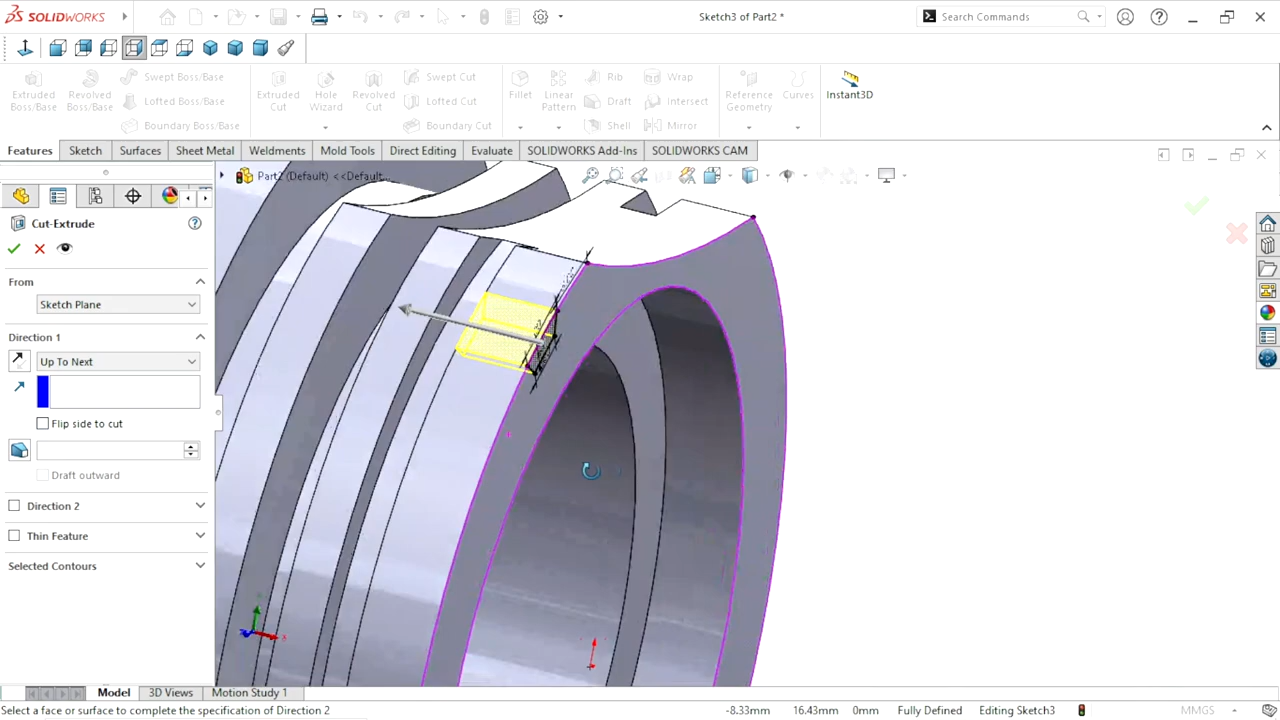 SOLIDWORKS
Sketch3 of Part2 *
Search Commands
Extruded Boss/Base
Revolved Boss/Base
Swept Boss/Base
Lofted Boss/Base
Boundary Boss/Base
Extruded Cut
Hole Wizard
Revolved Cut
Swept Cut
Lofted Cut
Boundary Cut
Fillet
Linear Pattern
Rib
Draft
Shell
Wrap
Intersect
Mirror
Reference Geometry
Curves
Instant3D
Features
Sketch
Surfaces
Sheet Metal
Weldments
Mold Tools
Direct Editing
Evaluate
SOLIDWORKS Add-Ins
SOLIDWORKS CAM
Part2 (Default) <<Default...
Cut-Extrude
From
Sketch Plane
Direction 1
Up To Next
Flip side to cut
Draft outward
Direction 2
Thin Feature
Selected Contours
Model
3D Views
Motion Study 1
Select a face or surface to complete the specification of Direction 2
-8.33mm
16.43mm
0mm
Fully Defined
Editing Sketch3
MMGS